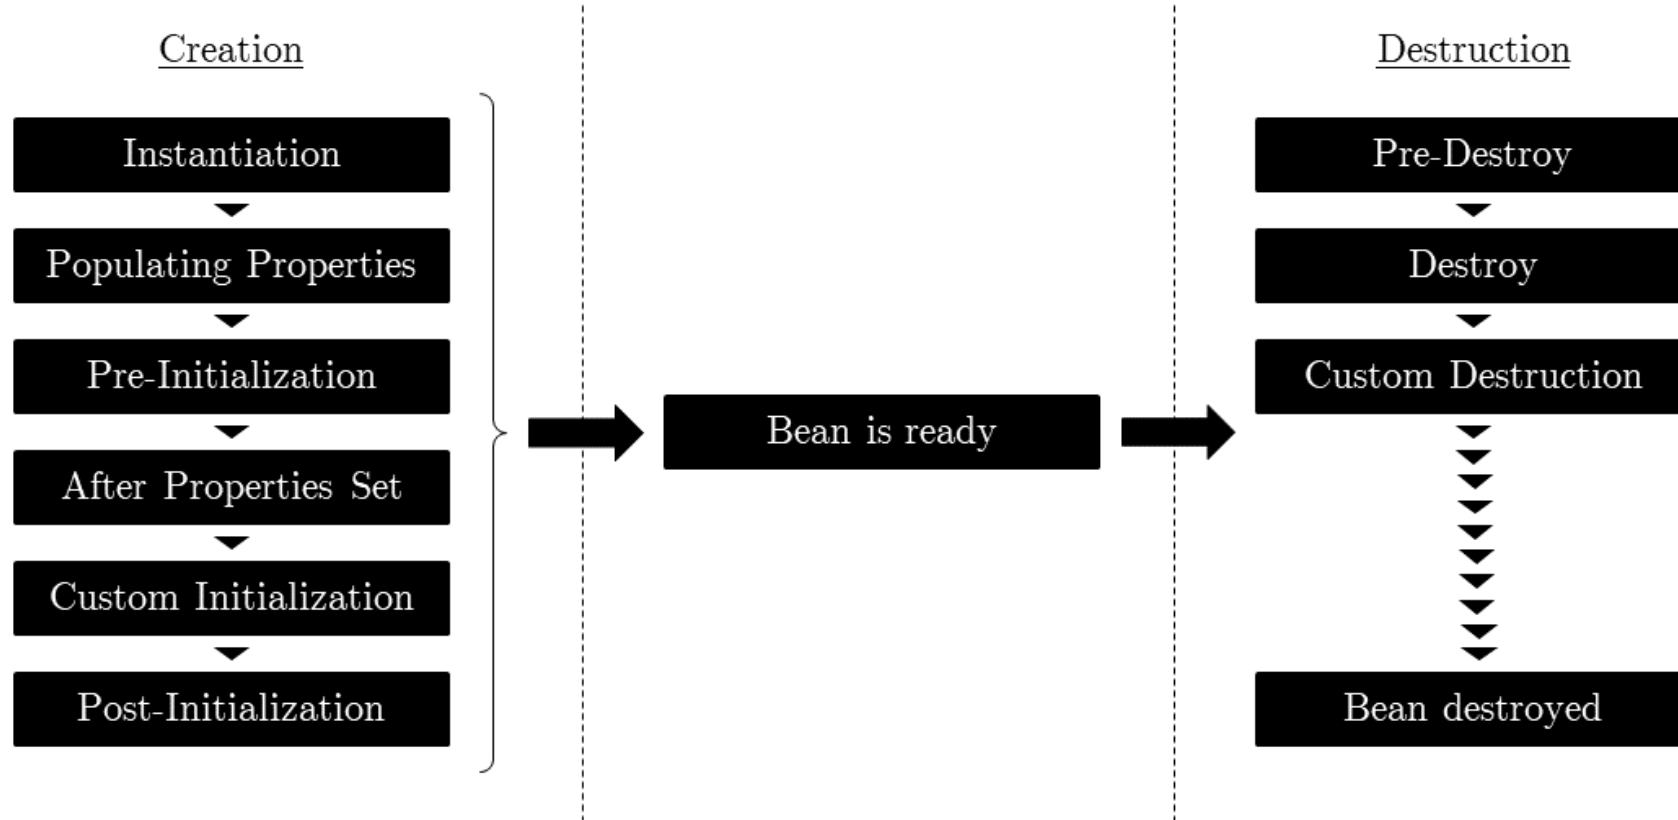 Creation
Instantiation
Populating Properties
Pre-Initialization
After Properties Set
Custom Initialization
Post-Initialization
Bean is ready
Destruction
Pre-Destroy
Destroy
Custom Destruction
Bean destroyed